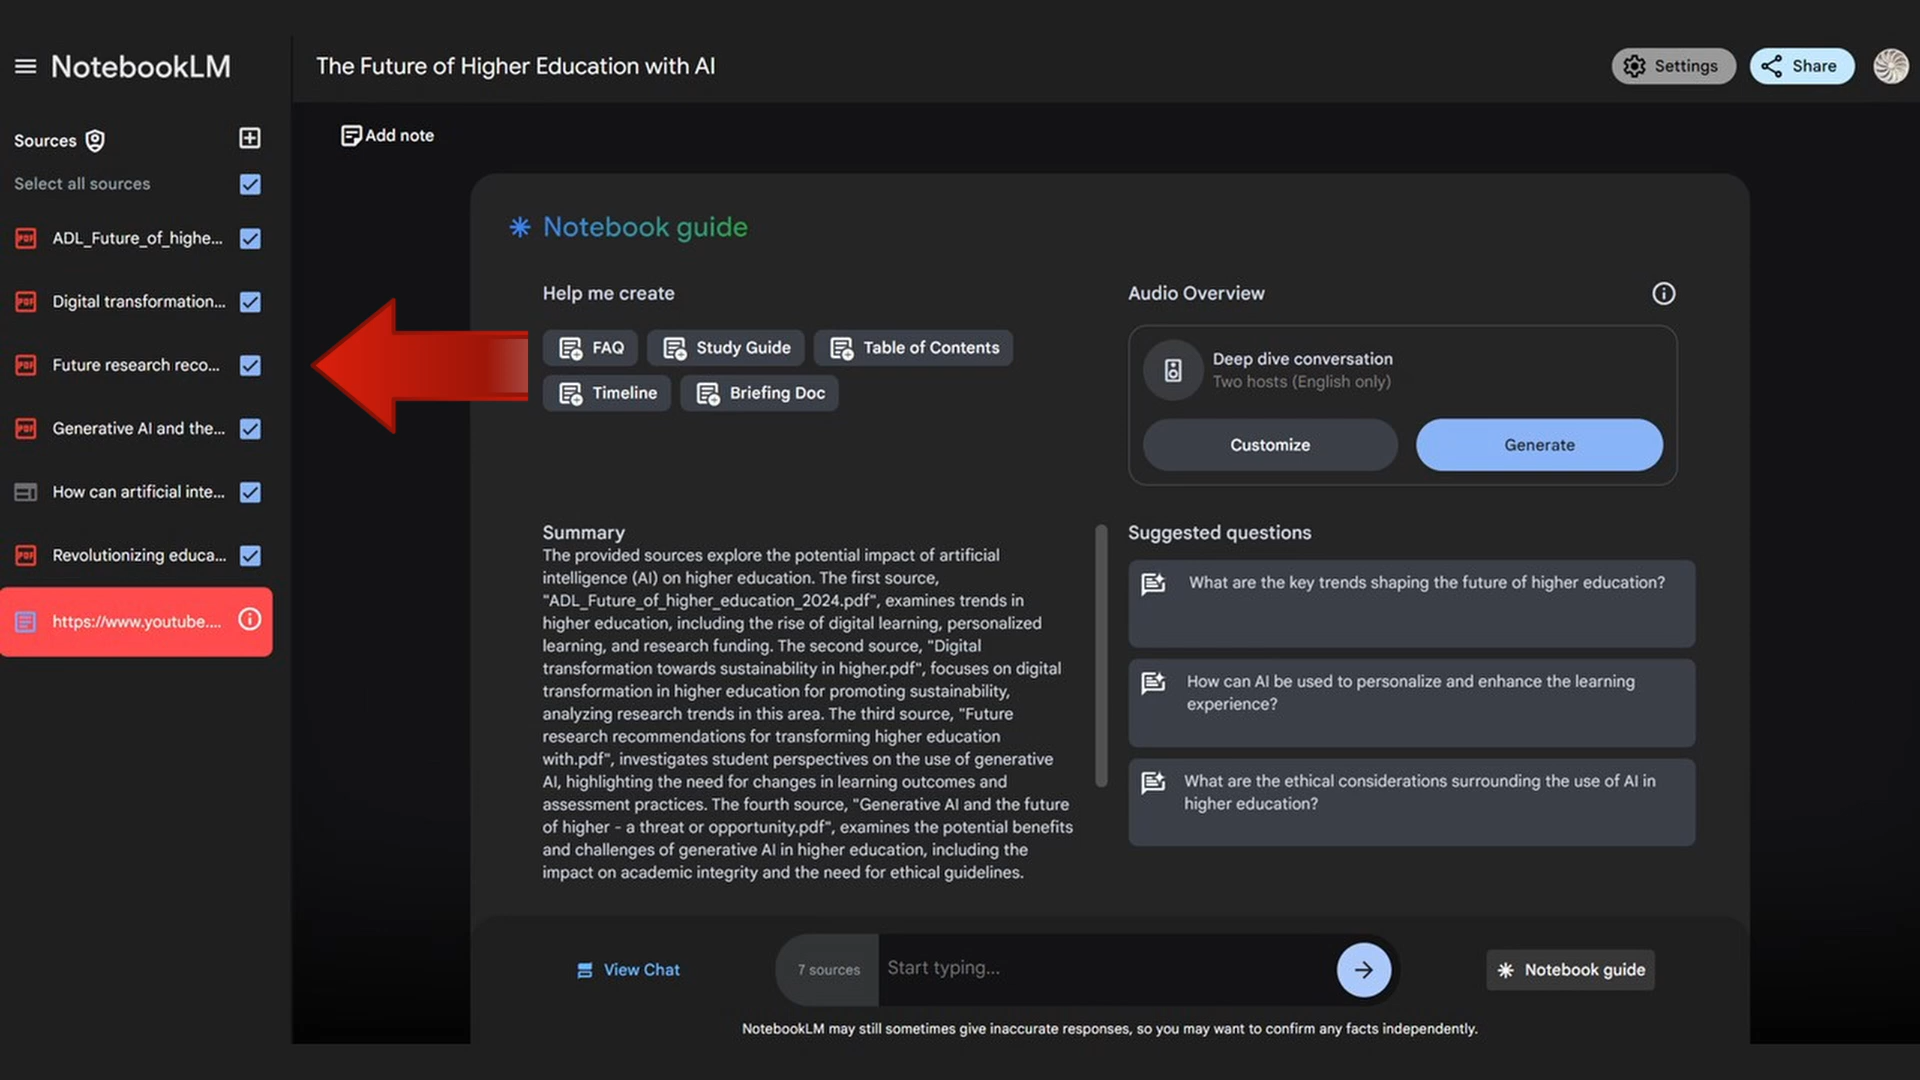 NotebookLM
The Future of Higher Education with AI
Settings
Share
Sources
Select all sources
PDF ADL_Future_of_highe...
PDF Digital transformation...
PDF Future research reco...
PDF Generative AI and the...
How can artificial inte...
PDF Revolutionizing educa...
https://www.youtube....
Add note
Notebook guide
Help me create
FAQ
Study Guide
Table of Contents
Timeline
Briefing Doc
Audio Overview
Deep dive conversation
Two hosts (English only)
Customize
Generate
Summary
The provided sources explore the potential impact of artificial
intelligence (AI) on higher education. The first source,
"ADL_Future_of_higher_education_2024.pdf", examines trends in
higher education, including the rise of digital learning, personalized
learning, and research funding. The second source, "Digital
transformation towards sustainability in higher.pdf", focuses on digital
transformation in higher education for promoting sustainability,
analyzing research trends in this area. The third source, "Future
research recommendations for transforming higher education
with.pdf", investigates student perspectives on the use of generative
AI, highlighting the need for changes in learning outcomes and
assessment practices. The fourth source, "Generative AI and the future
of higher - a threat or opportunity.pdf", examines the potential benefits
and challenges of generative AI in higher education, including the
impact on academic integrity and the need for ethical guidelines.
Suggested questions
What are the key trends shaping the future of higher education?
How can AI be used to personalize and enhance the learning
experience?
What are the ethical considerations surrounding the use of AI in
higher education?
View Chat
7 sources
Start typing...
Notebook guide
NotebookLM may still sometimes give inaccurate responses, so you may want to confirm any facts independently.